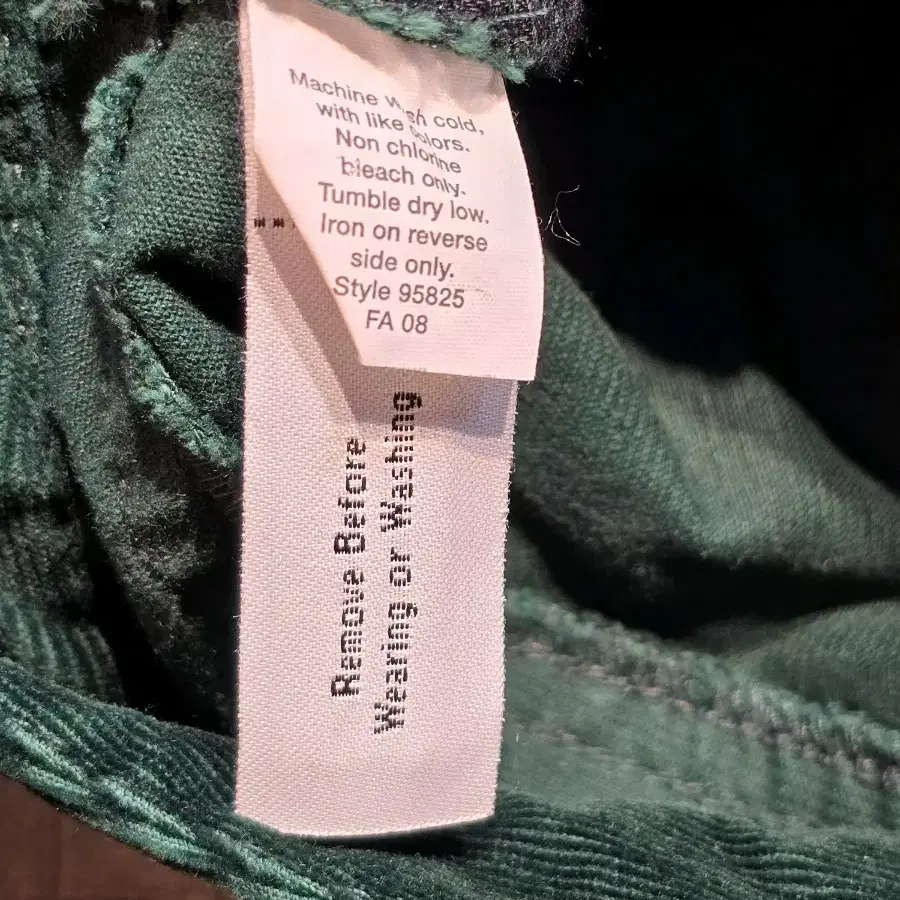 Machine wash cold,
with like colors.
Non chlorine
bleach only.
Tumble dry low.
Iron on reverse
side only.
Style 95825
FA 08
Remove Before
Wearing or Washing